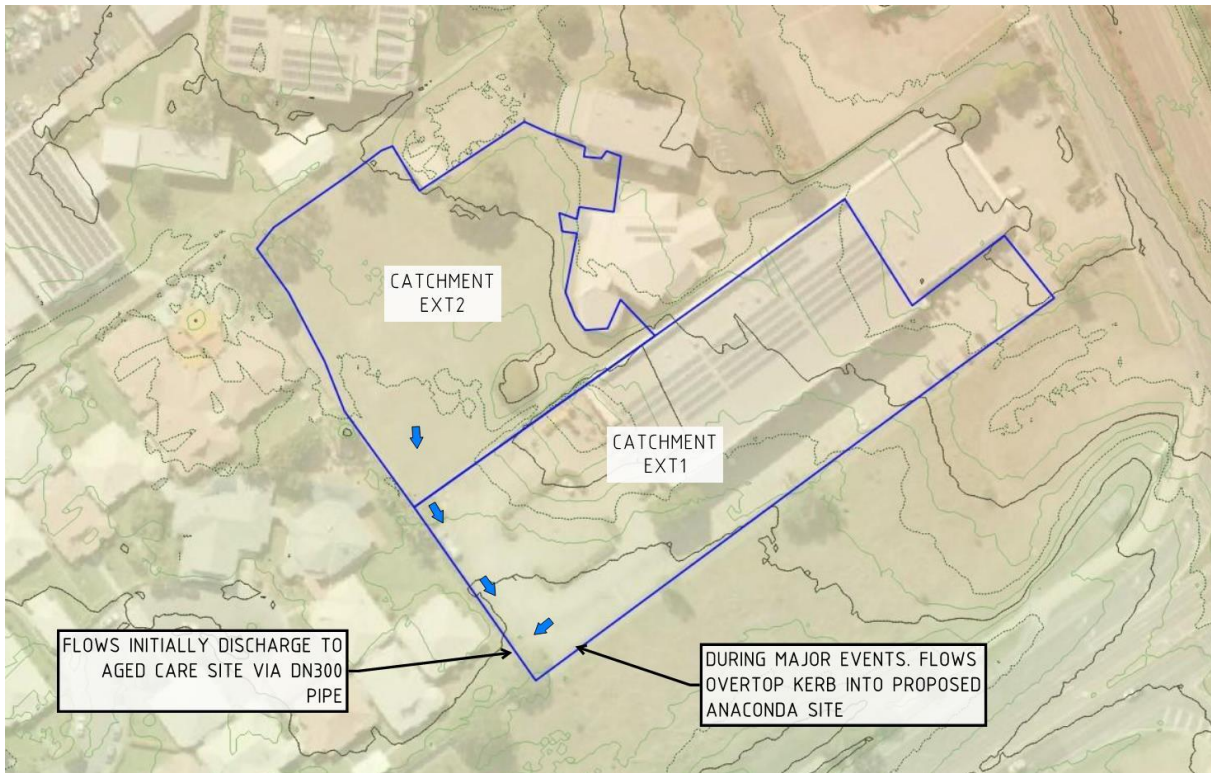 CATCHMENT
EXT2
CATCHMENT
EXT1
FLOWS INITIALLY DISCHARGE TO
AGED CARE SITE VIA DN300
PIPE
DURING MAJOR EVENTS. FLOWS
OVERTOP KERB INTO PROPOSED
ANACONDA SITE